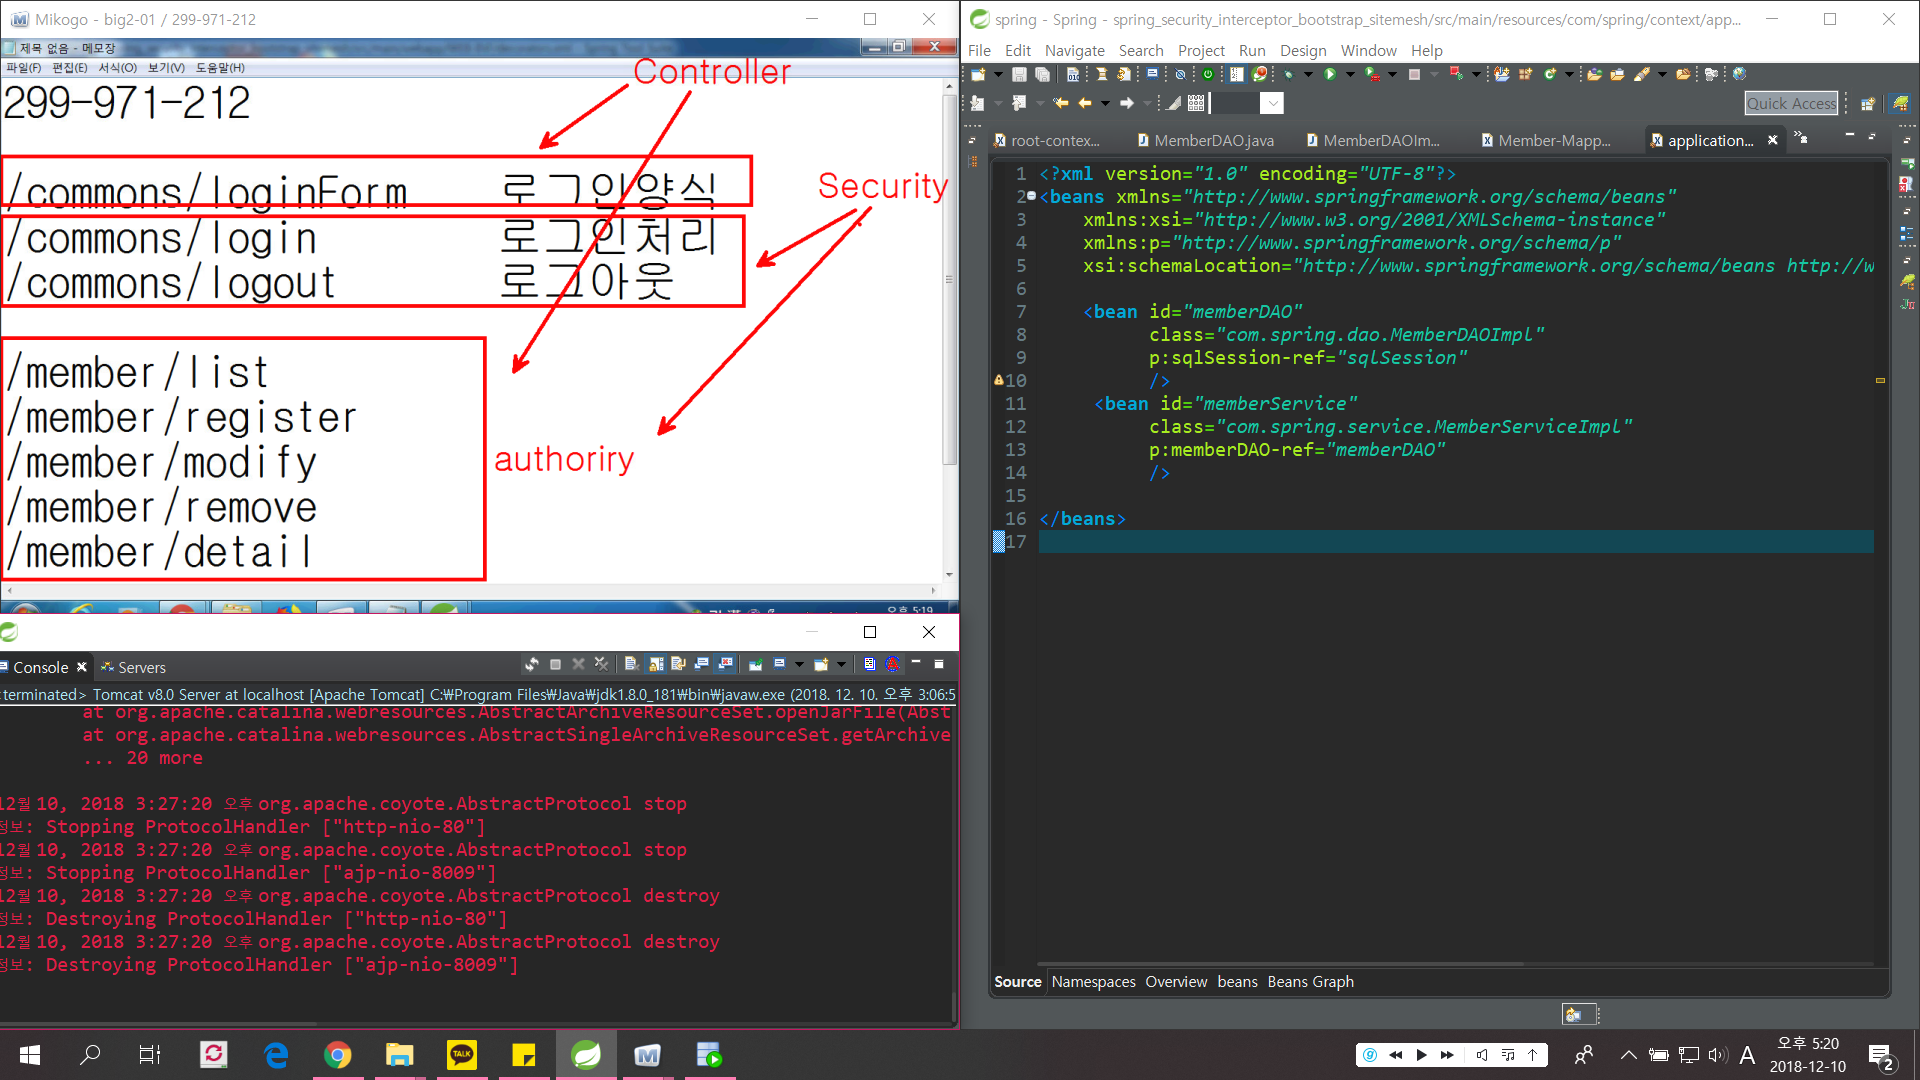 Mikogo - big2-01 / 299-971-212
제목 없음 - 메모장
파일(F) 편집(E) 서식(O) 보기(V) 도움말(H)
Controller
299-971-212
/commons/loginForm 로그인양식
Security
/commons/login 로그인처리
/commons/logout 로그아웃
/member/list
/member/register
/member/modify
authoriry
/member/remove
/member/detail
오후 5:19
Console Servers
<terminated> Tomcat v8.0 Server at localhost [Apache Tomcat] C:₩Program Files₩Java₩jdk1.8.0_181₩bin₩javaw.exe (2018. 12. 10. 오후 3:06:5
at org.apache.catalina.webresources.AbstractArchiveResourceSet.openJarFile(Abst
at org.apache.catalina.webresources.AbstractSingleArchiveResourceSet.getArchive
... 20 more
12월 10, 2018 3:27:20 오후 org.apache.coyote.AbstractProtocol stop
정보: Stopping ProtocolHandler ["http-nio-80"]
12월 10, 2018 3:27:20 오후 org.apache.coyote.AbstractProtocol stop
정보: Stopping ProtocolHandler ["ajp-nio-8009"]
12월 10, 2018 3:27:20 오후 org.apache.coyote.AbstractProtocol destroy
정보: Destroying ProtocolHandler ["http-nio-80"]
12월 10, 2018 3:27:20 오후 org.apache.coyote.AbstractProtocol destroy
정보: Destroying ProtocolHandler ["ajp-nio-8009"]
spring - Spring - spring_security_interceptor_bootstrap_sitemesh/src/main/resources/com/spring/context/app...
File Edit Navigate Search Project Run Design Window Help
Quick Access
root-contex... MemberDAO.java MemberDAOIm... Member-Mapp... application...
1 <?xml version="1.0" encoding="UTF-8"?>
2 <beans xmlns="http://www.springframework.org/schema/beans"
3 xmlns:xsi="http://www.w3.org/2001/XMLSchema-instance"
4 xmlns:p="http://www.springframework.org/schema/p"
5 xsi:schemaLocation="http://www.springframework.org/schema/beans http://w
6
7 <bean id="memberDAO"
8 class="com.spring.dao.MemberDAOImpl"
9 p:sqlSession-ref="sqlSession"
10 />
11 <bean id="memberService"
12 class="com.spring.service.MemberServiceImpl"
13 p:memberDAO-ref="memberDAO"
14 />
15
16 </beans>
17
Source Namespaces Overview beans Beans Graph
TALK
M
A
오후 5:20
2018-12-10
2